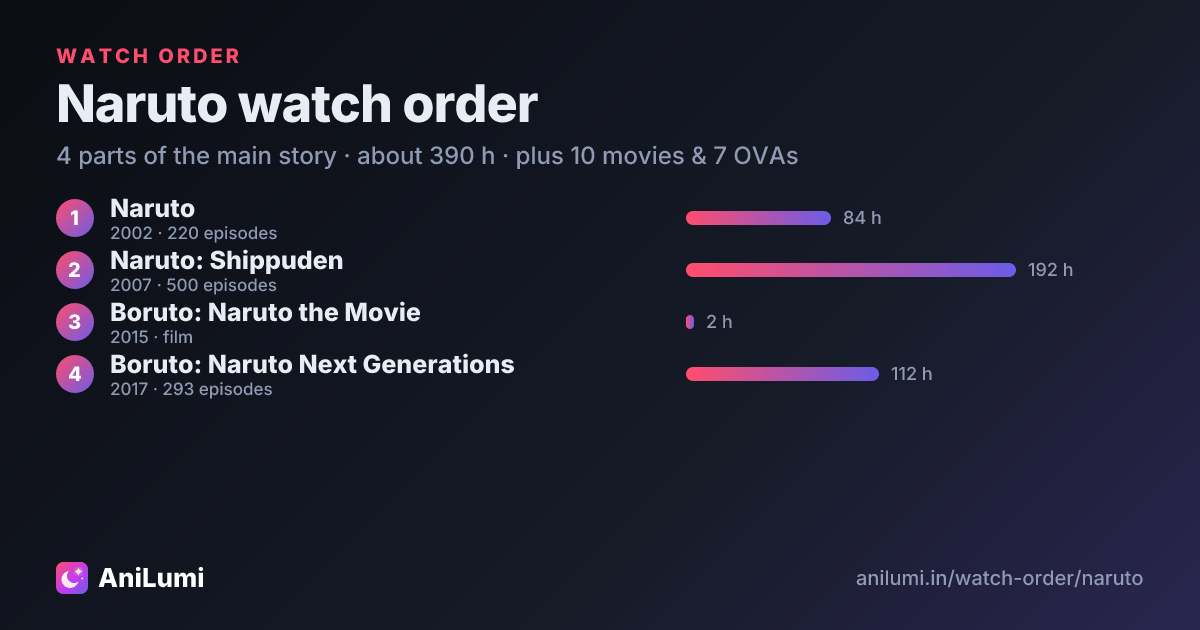 WATCH ORDER
Naruto watch order
4 parts of the main story · about 390 h · plus 10 movies & 7 OVAs
1 Naruto 84 h
2002 · 220 episodes
2 Naruto: Shippuden 192 h
2007 · 500 episodes
3 Boruto: Naruto the Movie 2 h
2015 · film
4 Boruto: Naruto Next Generations 112 h
2017 · 293 episodes
AniLumi anilumi.in/watch-order/naruto